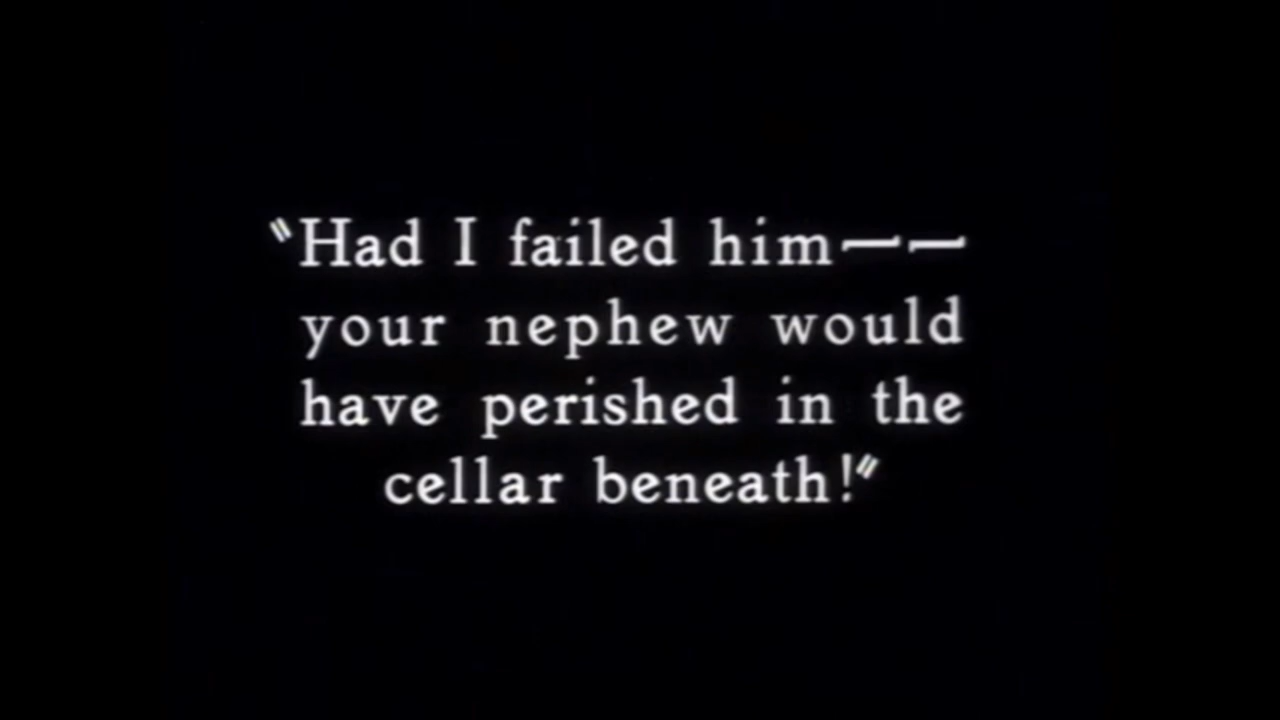 "Had I failed him——
your nephew would
have perished in the
cellar beneath!"